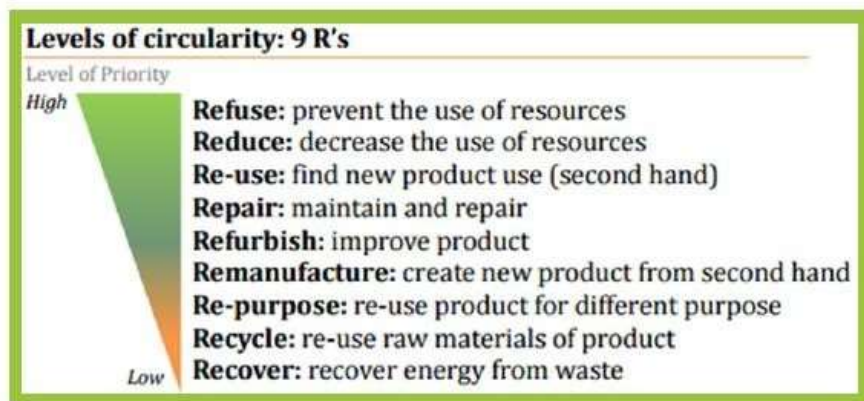 Levels of circularity: 9 R's
Level of Priority
High
Refuse: prevent the use of resources
Reduce: decrease the use of resources
Re-use: find new product use (second hand)
Repair: maintain and repair
Refurbish: improve product
Remanufacture: create new product from second hand
Re-purpose: re-use product for different purpose
Recycle: re-use raw materials of product
Low Recover: recover energy from waste